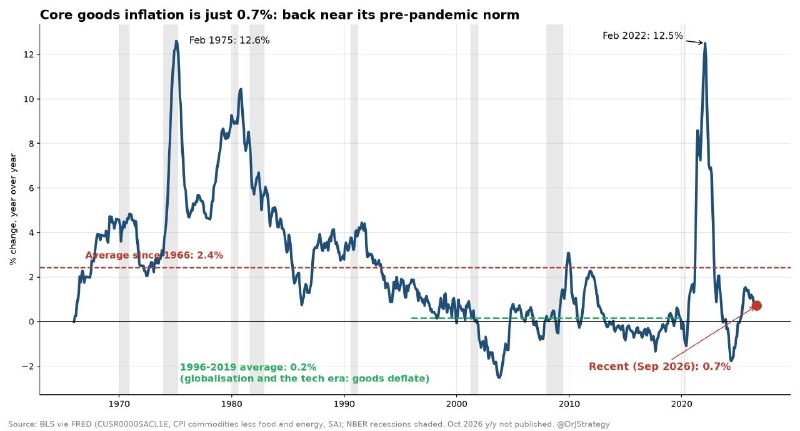 Core goods inflation is just 0.7%: back near its pre-pandemic norm
Feb 1975: 12.6%
Feb 2022: 12.5%
12
10
8
6
4
2
0
−2
% change, year over year
Average since 1966: 2.4%
1996-2019 average: 0.2%
(globalisation and the tech era: goods deflate)
Recent (Sep 2026): 0.7%
1970
1980
1990
2000
2010
2020
Source: BLS via FRED (CUSR0000SACL1E, CPI commodities less food and energy, SA); NBER recessions shaded. Oct 2026 y/y not published. @DrJStrategy